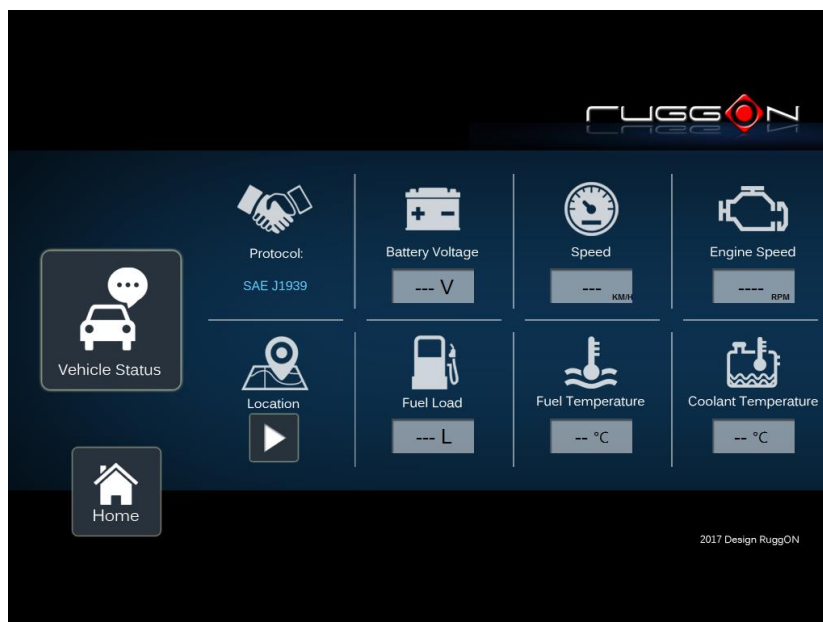 RUGGON
Protocol:
SAE J1939
Battery Voltage
--- V
Speed
--- KM/H
Engine Speed
---- RPM
Vehicle Status
Location
Fuel Load
--- L
Fuel Temperature
-- °C
Coolant Temperature
-- °C
Home
2017 Design RuggON